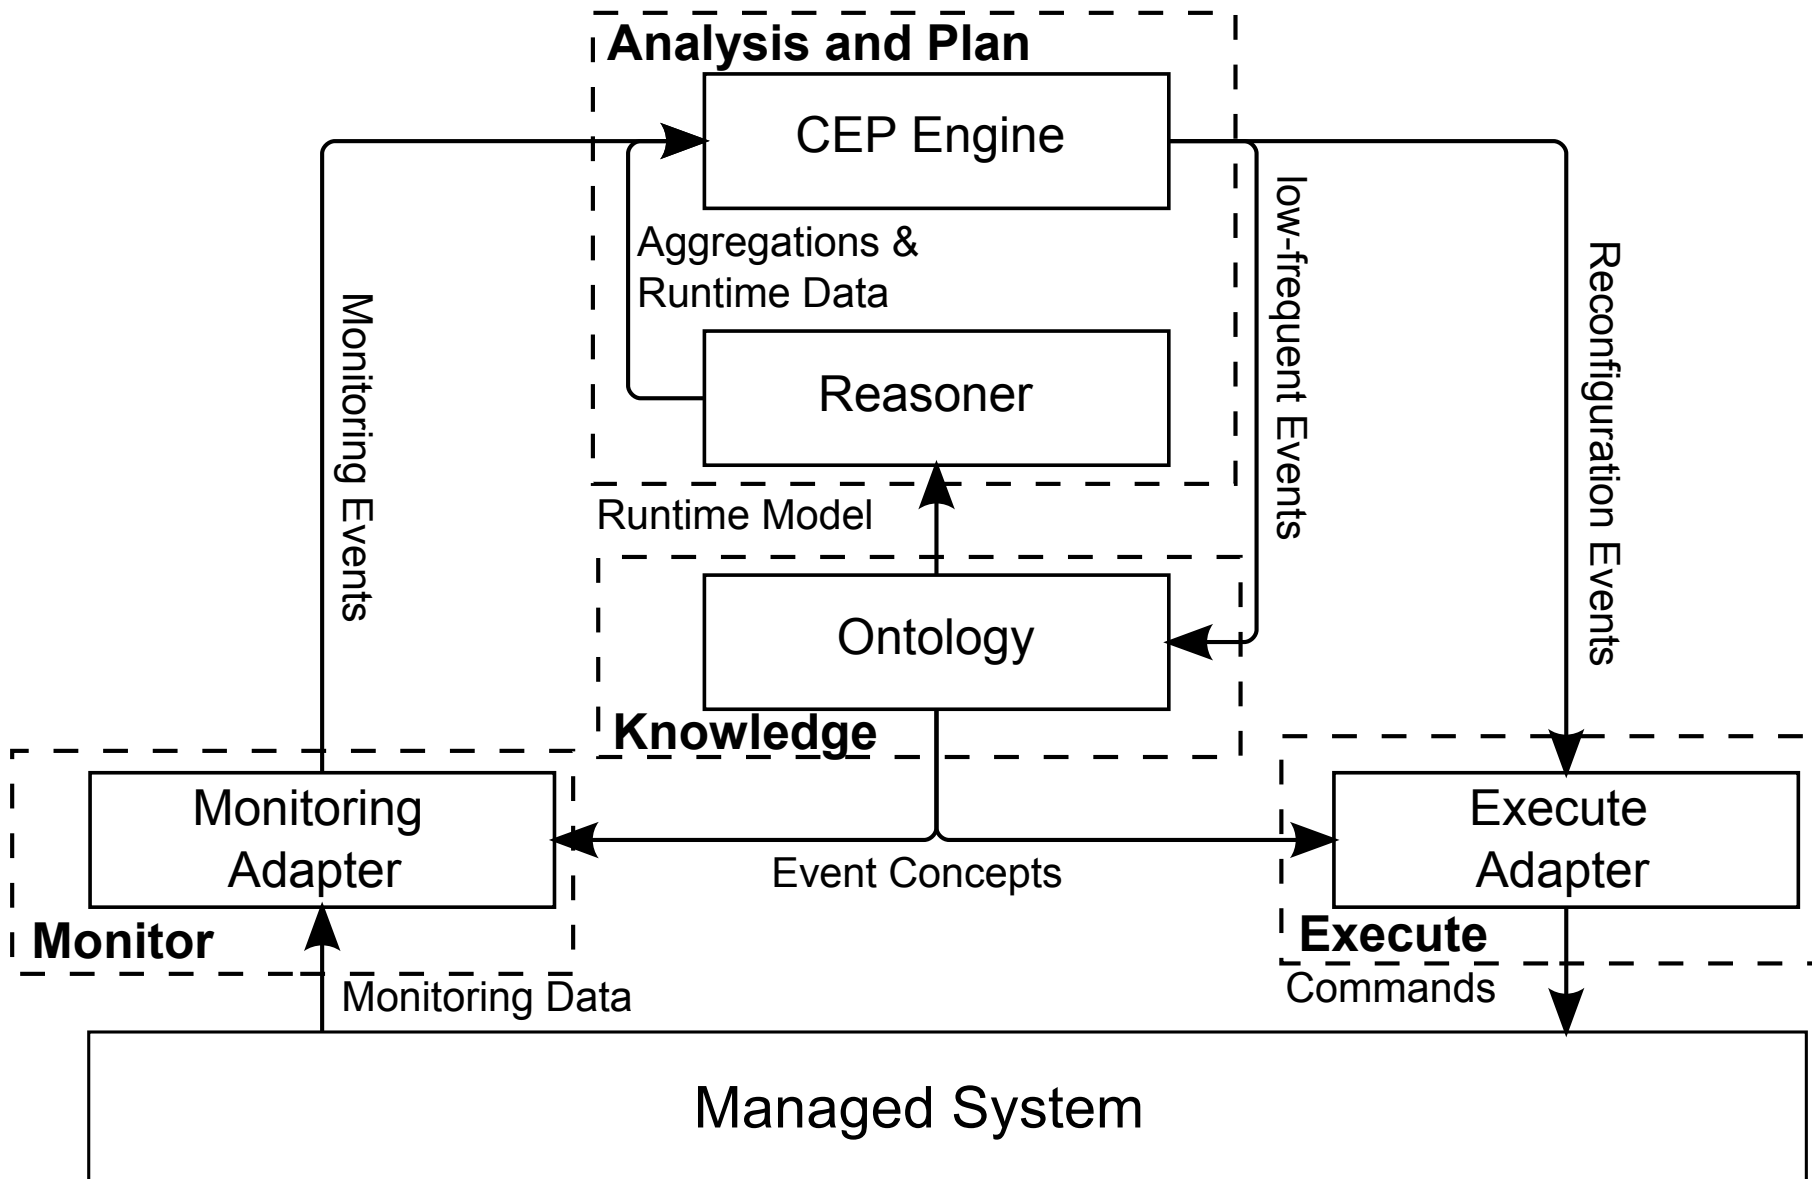 Analysis and Plan
CEP Engine
Aggregations &
Runtime Data
Reasoner
Monitoring Events
low-frequent Events
Reconfiguration Events
Runtime Model
Ontology
Knowledge
Monitoring
Adapter
Monitor
Event Concepts
Execute
Adapter
Execute
Monitoring Data
Commands
Managed System